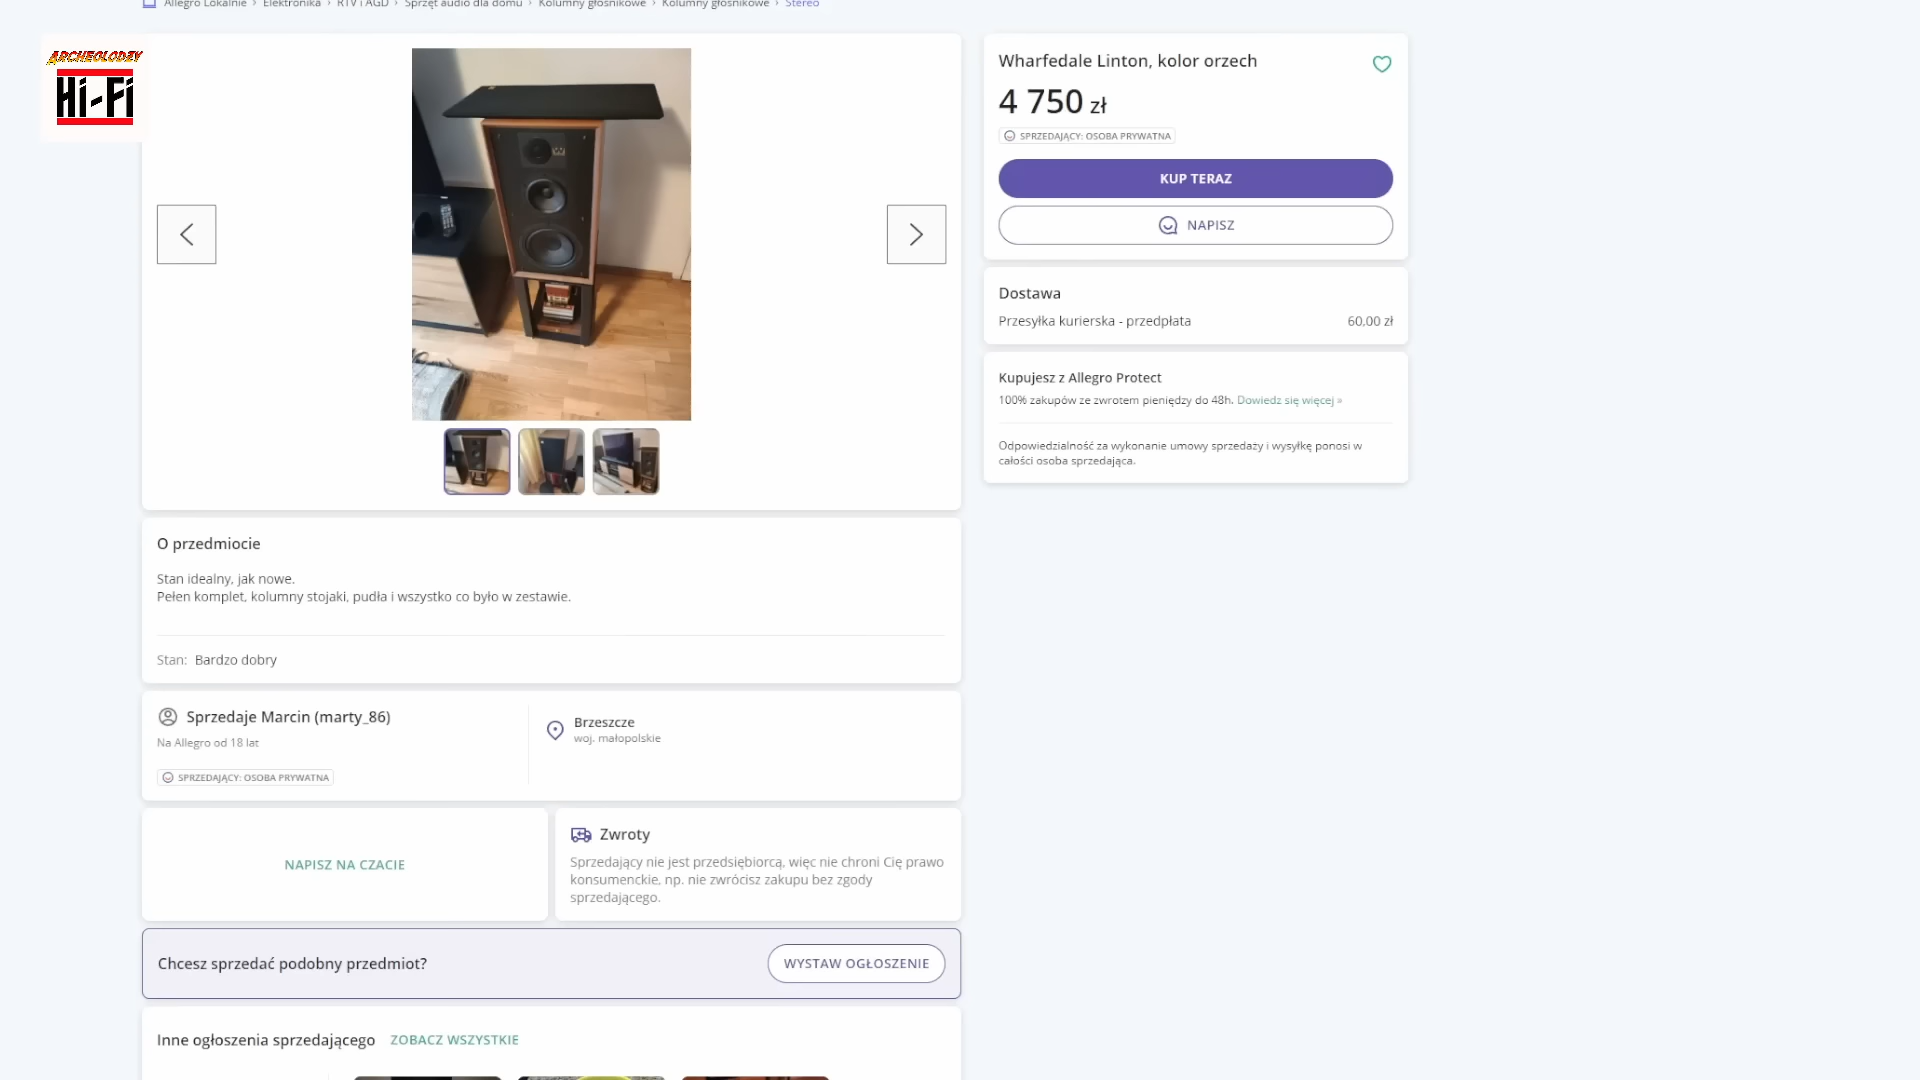 Allegro Lokalnie › Elektronika › RTV i AGD › Sprzęt audio dla domu › Kolumny głośnikowe › Kolumny głośnikowe › Stereo
ARCHEOLODZY
Hi-Fi
Wharfedale Linton, kolor orzech
4 750 zł
SPRZEDAJĄCY: OSOBA PRYWATNA
KUP TERAZ
NAPISZ
Dostawa
Przesyłka kurierska - przedpłata 60,00 zł
Kupujesz z Allegro Protect
100% zakupów ze zwrotem pieniędzy do 48h. Dowiedz się więcej »
Odpowiedzialność za wykonanie umowy sprzedaży i wysyłkę ponosi w
całości osoba sprzedająca.
O przedmiocie
Stan idealny, jak nowe.
Pełen komplet, kolumny stojaki, pudła i wszystko co było w zestawie.
Stan: Bardzo dobry
Sprzedaje Marcin (marty_86)
Na Allegro od 18 lat
SPRZEDAJĄCY: OSOBA PRYWATNA
Brzeszcze
woj. małopolskie
NAPISZ NA CZACIE
Zwroty
Sprzedający nie jest przedsiębiorcą, więc nie chroni Cię prawo
konsumenckie, np. nie zwrócisz zakupu bez zgody
sprzedającego.
Chcesz sprzedać podobny przedmiot?
WYSTAW OGŁOSZENIE
Inne ogłoszenia sprzedającego ZOBACZ WSZYSTKIE